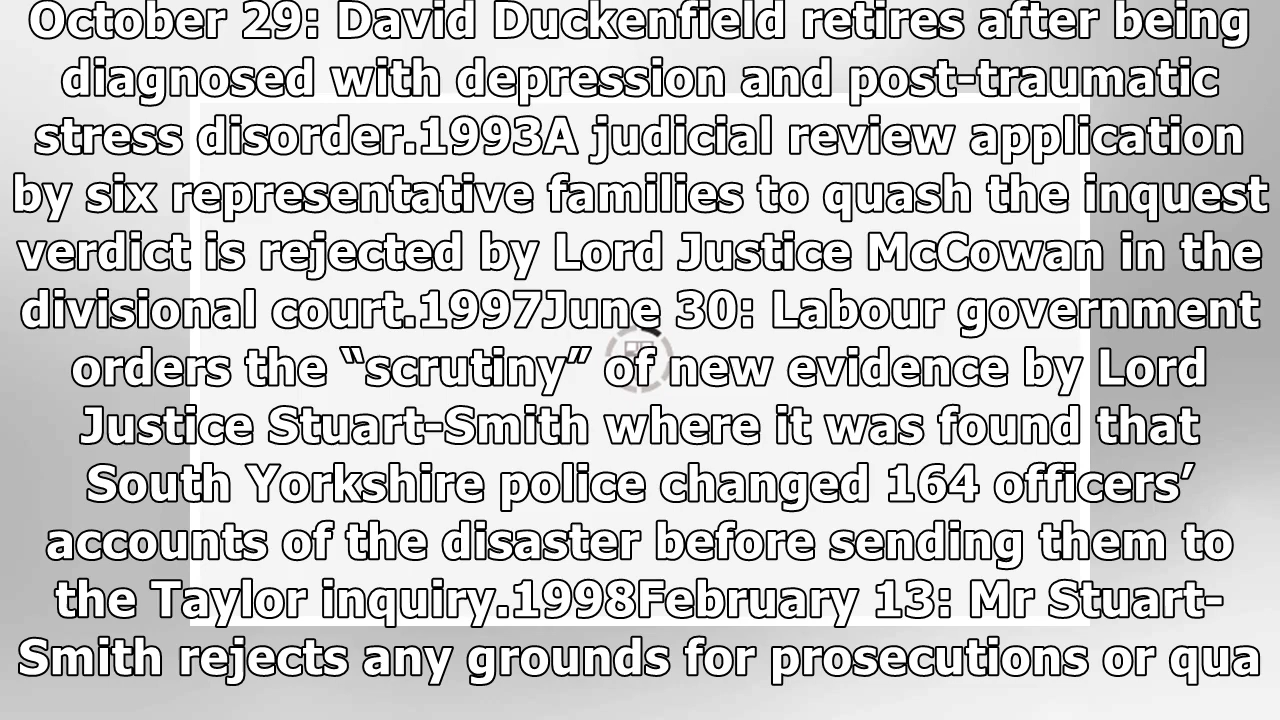 October 29: David Duckenfield retires after being
diagnosed with depression and post-traumatic
stress disorder.1993A judicial review application
by six representative families to quash the inquest
verdict is rejected by Lord Justice McCowan in the
divisional court.1997June 30: Labour government
orders the “scrutiny” of new evidence by Lord
Justice Stuart-Smith where it was found that
South Yorkshire police changed 164 officers’
accounts of the disaster before sending them to
the Taylor inquiry.1998February 13: Mr Stuart-
Smith rejects any grounds for prosecutions or qua